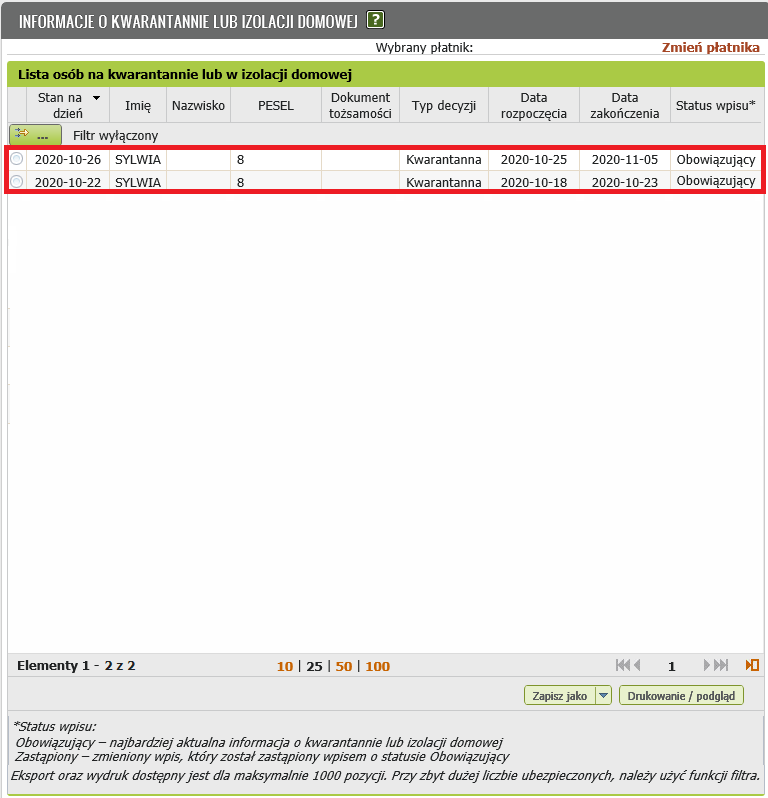 INFORMACJE O KWARANTANNIE LUB IZOLACJI DOMOWEJ ?
Wybrany płatnik: Zmień płatnika
Lista osób na kwarantannie lub w izolacji domowej
Stan na dzień Imię Nazwisko PESEL Dokument tożsamości Typ decyzji Data rozpoczęcia Data zakończenia Status wpisu*
... Filtr wyłączony
2020-10-26 SYLWIA 8 Kwarantanna 2020-10-25 2020-11-05 Obowiązujący
2020-10-22 SYLWIA 8 Kwarantanna 2020-10-18 2020-10-23 Obowiązujący
Elementy 1 - 2 z 2 10 | 25 | 50 | 100 1
Zapisz jako Drukowanie / podgląd
*Status wpisu:
Obowiązujący – najbardziej aktualna informacja o kwarantannie lub izolacji domowej
Zastąpiony – zmieniony wpis, który został zastąpiony wpisem o statusie Obowiązujący
Eksport oraz wydruk dostępny jest dla maksymalnie 1000 pozycji. Przy zbyt dużej liczbie ubezpieczonych, należy użyć funkcji filtra.